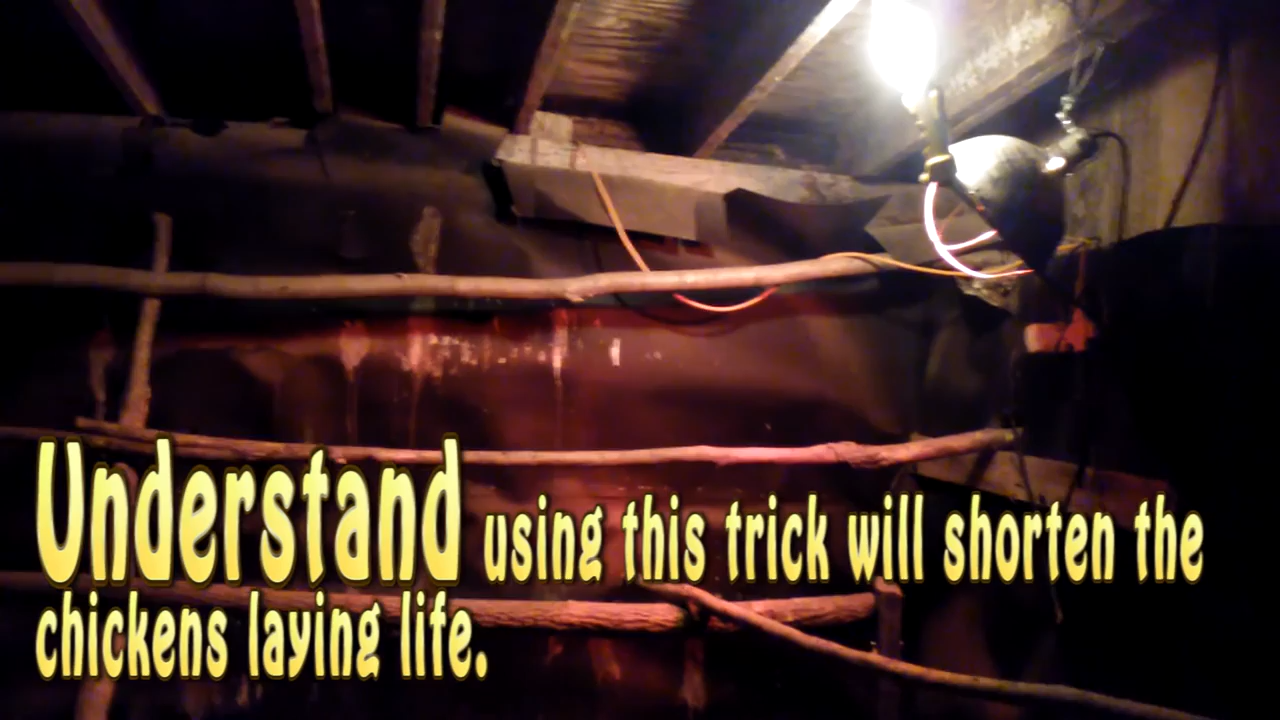 Understand using this trick will shorten the
chickens laying life.